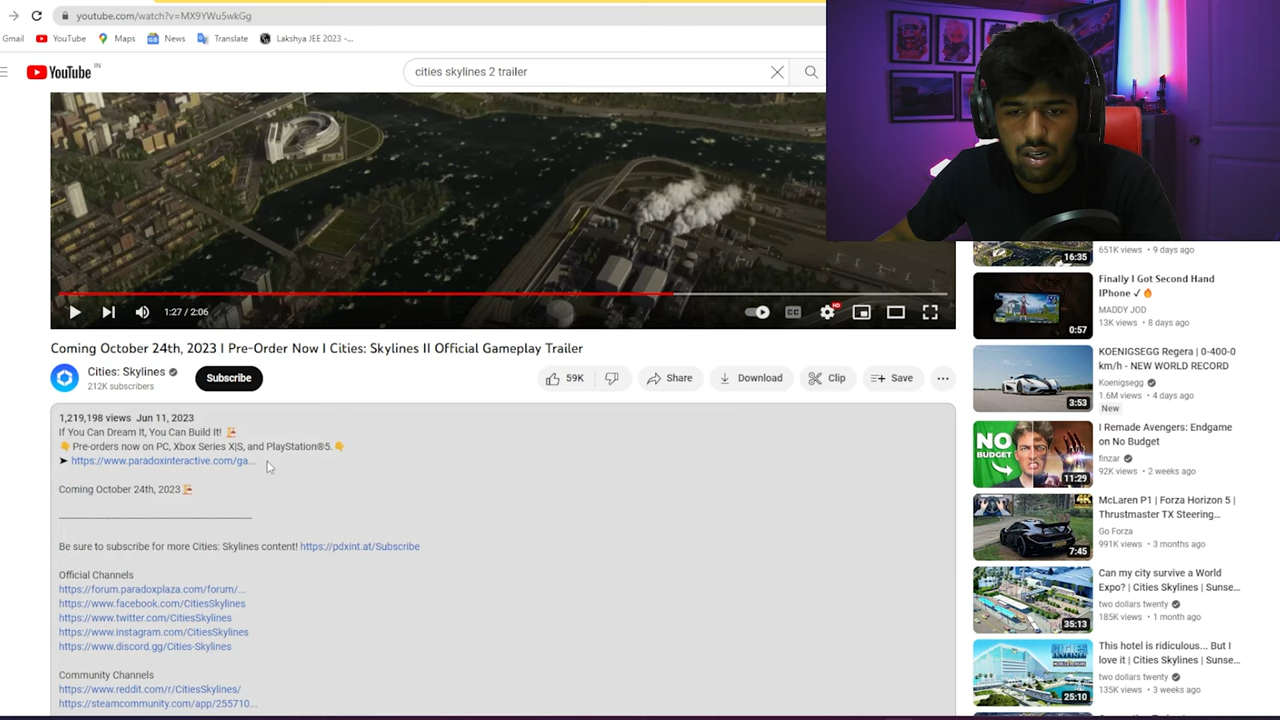 youtube.com/watch?v=MX9YWu5wkGg
Gmail YouTube Maps News Translate Lakshya JEE 2023 -...
YouTube IN
cities skylines 2 trailer
1:27 / 2:06
CC
HD
Coming October 24th, 2023 I Pre-Order Now I Cities: Skylines II Official Gameplay Trailer
Cities: Skylines
212K subscribers
Subscribe
59K Share Download Clip Save
1,219,198 views Jun 11, 2023
If You Can Dream It, You Can Build It!
Pre-orders now on PC, Xbox Series X|S, and PlayStation®5.
➤ https://www.paradoxinteractive.com/ga...
Coming October 24th, 2023
Be sure to subscribe for more Cities: Skylines content! https://pdxint.at/Subscribe
Official Channels
https://forum.paradoxplaza.com/forum/...
https://www.facebook.com/CitiesSkylines
https://www.twitter.com/CitiesSkylines
https://www.instagram.com/CitiesSkylines
https://www.discord.gg/Cities-Skylines
Community Channels
https://www.reddit.com/r/CitiesSkylines/
https://steamcommunity.com/app/255710...
16:35
651K views • 9 days ago
0:57
Finally I Got Second Hand
IPhone ✓
MADDY JOD
13K views • 8 days ago
3:53
KOENIGSEGG Regera | 0-400-0
km/h - NEW WORLD RECORD
Koenigsegg
1.6M views • 4 days ago
New
NO
BUDGET
11:29
I Remade Avengers: Endgame
on No Budget
finzar
92K views • 2 weeks ago
4K
7:45
McLaren P1 | Forza Horizon 5 |
Thrustmaster TX Steering...
Go Forza
991K views • 3 months ago
35:13
Can my city survive a World
Expo? | Cities Skylines | Sunse...
two dollars twenty
185K views • 1 month ago
25:10
This hotel is ridiculous... But I
love it | Cities Skylines | Sunse...
two dollars twenty
135K views • 3 weeks ago